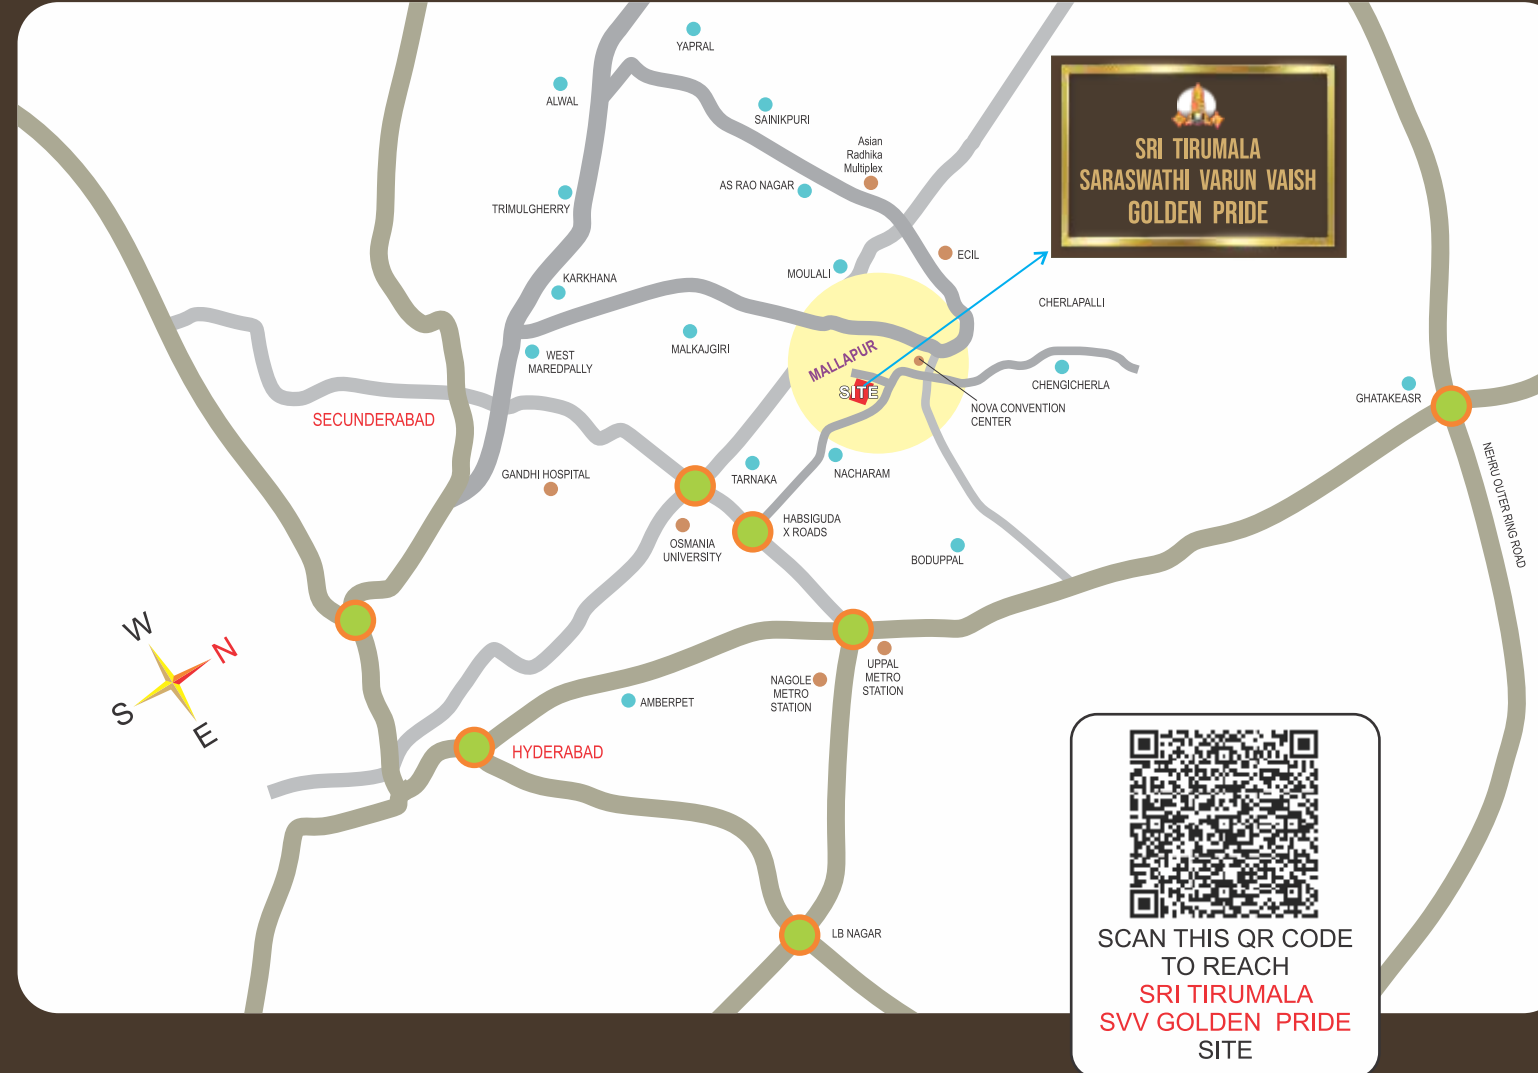 YAPRAL
ALWAL
SAINIKPURI
Asian
Radhika
Multiplex
AS RAO NAGAR
TRIMULGHERRY
SRI TIRUMALA
SARASWATHI VARUN VAISH
GOLDEN PRIDE
ECIL
MOULALI
KARKHANA
CHERLAPALLI
MALKAJGIRI
WEST
MAREDPALLY
MALLAPUR
SITE
CHENGICHERLA
GHATAKEASR
NOVA CONVENTION
CENTER
SECUNDERABAD
GANDHI HOSPITAL
TARNAKA
NACHARAM
NEHRU OUTER RING ROAD
HABSIGUDA
X ROADS
OSMANIA
UNIVERSITY
BODUPPAL
W
N
S
E
UPPAL
METRO
STATION
NAGOLE
METRO
STATION
AMBERPET
HYDERABAD
LB NAGAR
SCAN THIS QR CODE
TO REACH
SRI TIRUMALA
SVV GOLDEN PRIDE
SITE